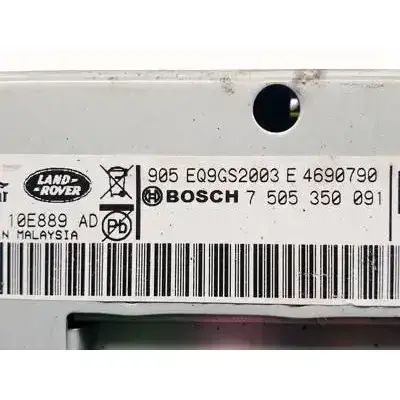 LAND-
ROVER
905 EQ9GS2003 E 4690790
BOSCH 7 505 350 091
10E889 AD
MALAYSIA
Pb